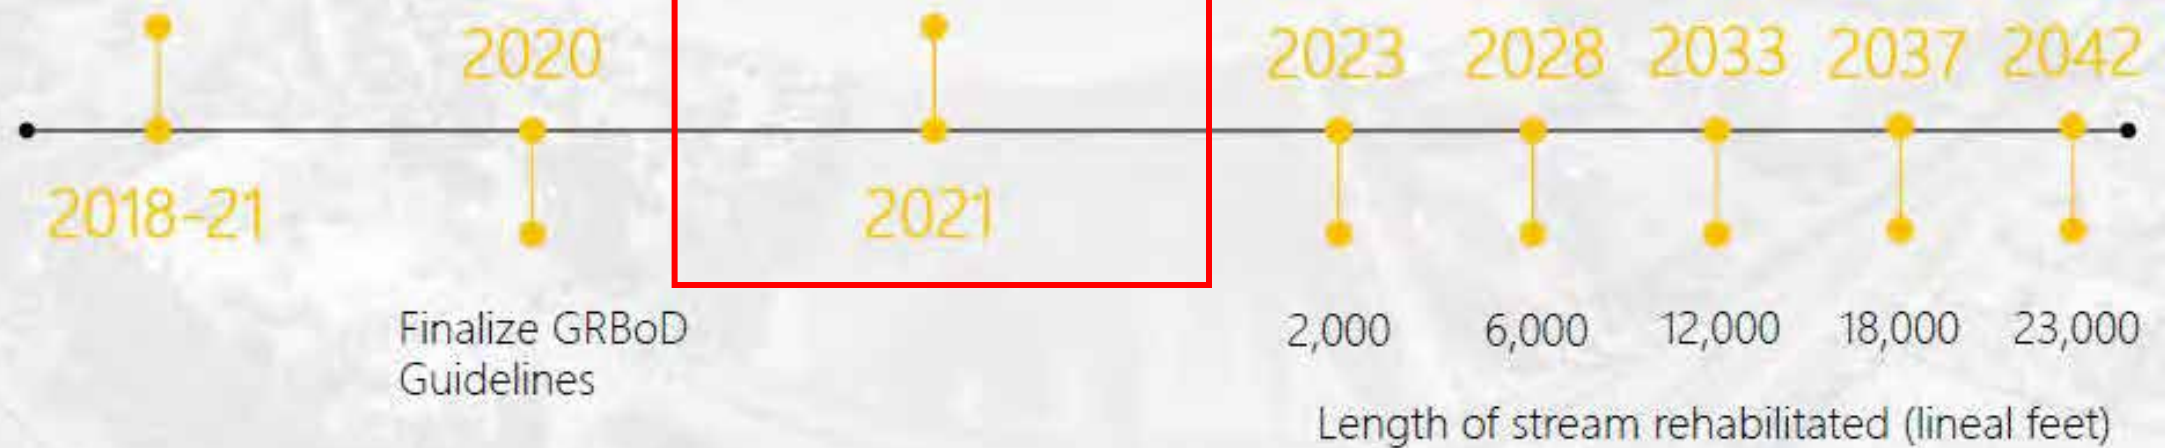 2020
2023 2028 2033 2037 2042
2018-21
2021
Finalize GRBoD
Guidelines
2,000 6,000 12,000 18,000 23,000
Length of stream rehabilitated (lineal feet)